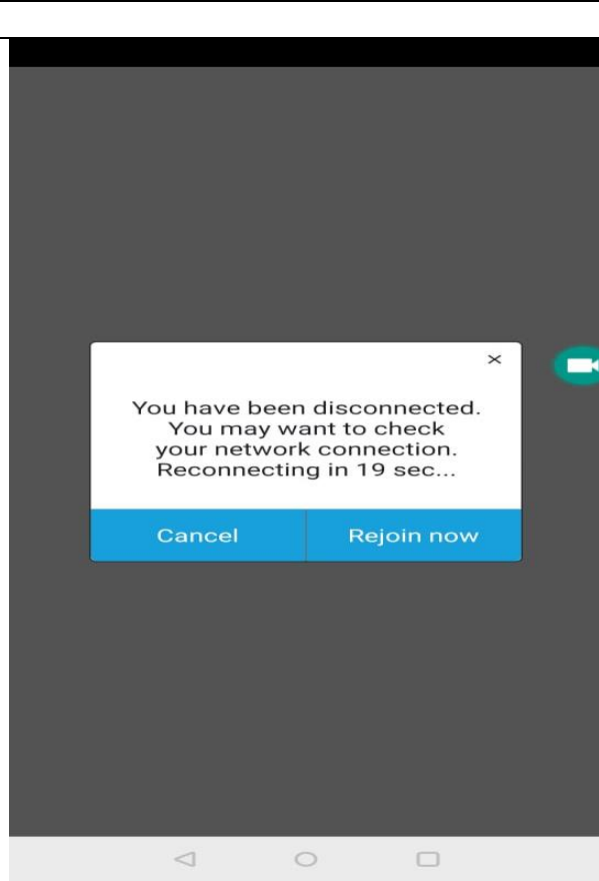 You have been disconnected.
You may want to check
your network connection.
Reconnecting in 19 sec...
Cancel
Rejoin now